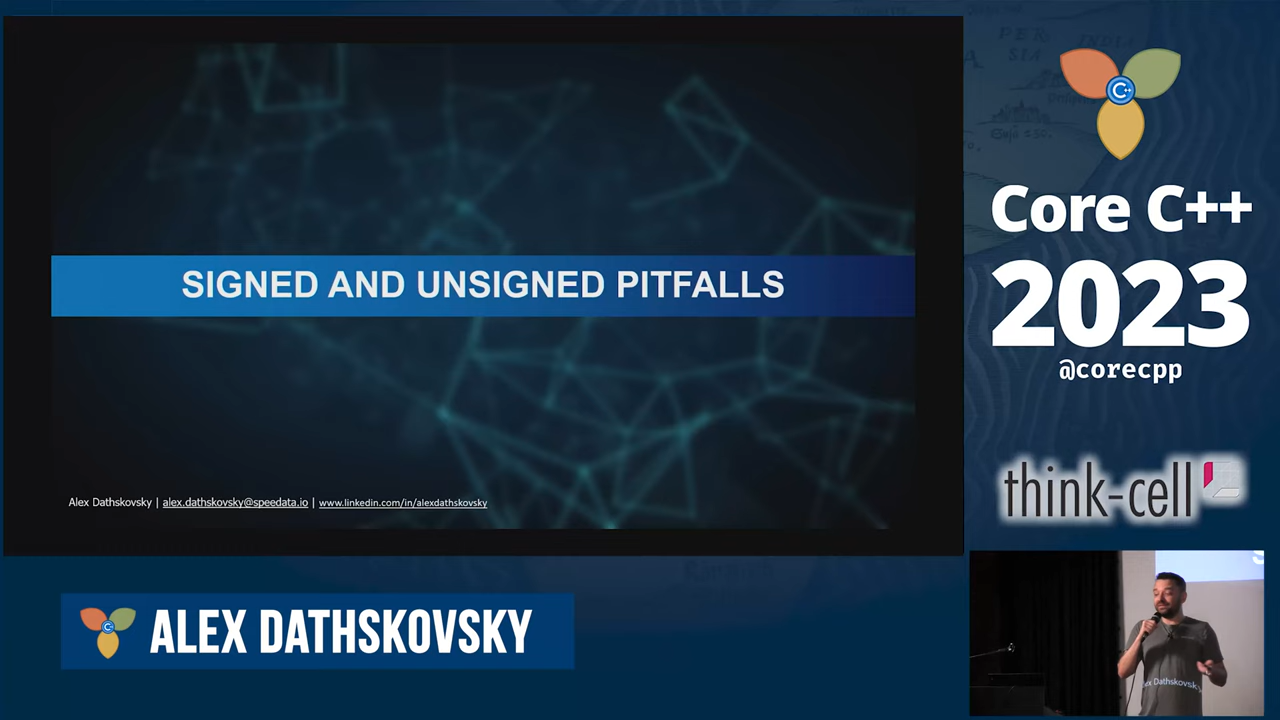 SIGNED AND UNSIGNED PITFALLS
Alex Dathskovsky | alex.dathskovsky@speedata.io | www.linkedin.com/in/alexdathskovsky
ALEX DATHSKOVSKY
C++
Core C++
2023
@corecpp
think-cell